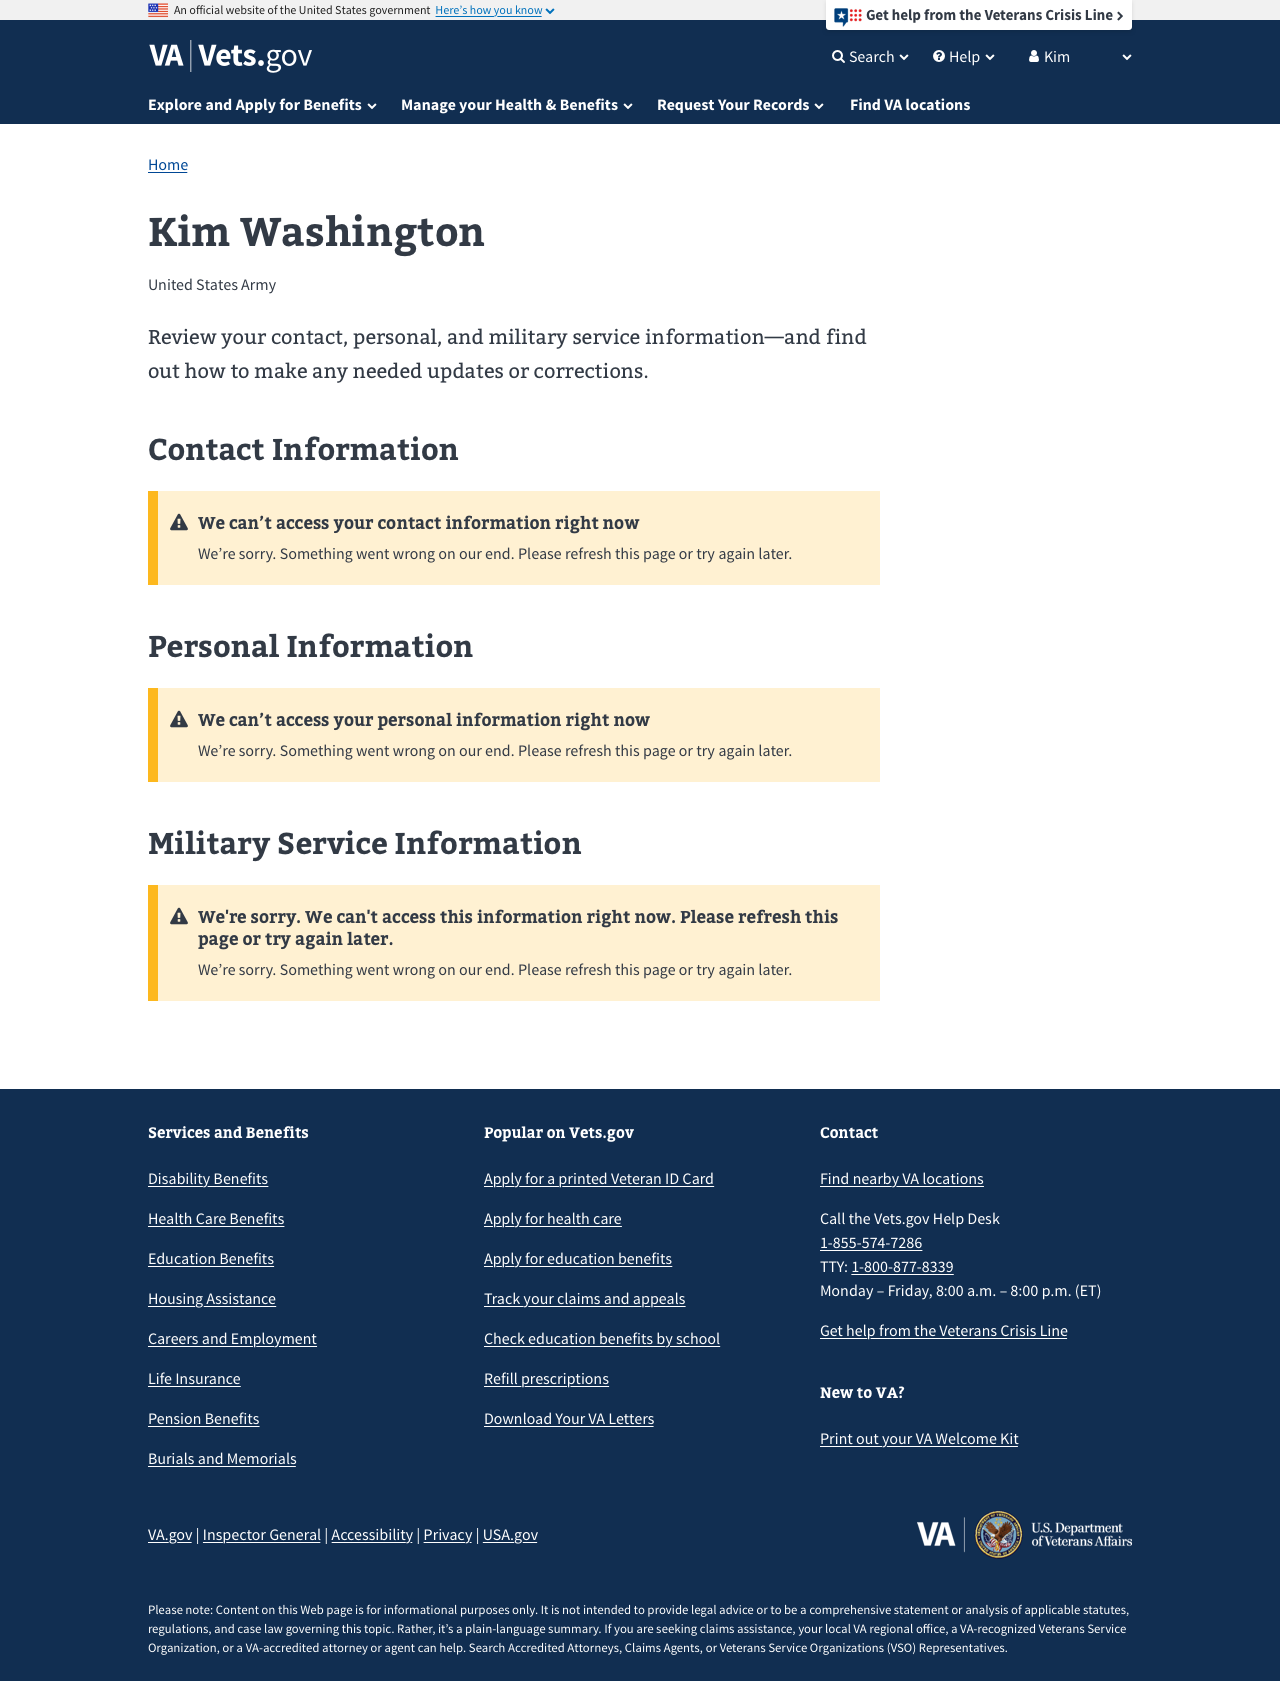 An official website of the United States government Here’s how you know
Get help from the Veterans Crisis Line
VA | Vets.gov
Search Help Kim
Explore and Apply for Benefits Manage your Health & Benefits Request Your Records Find VA locations
Home
Kim Washington
United States Army
Review your contact, personal, and military service information—and find
out how to make any needed updates or corrections.
Contact Information
We can’t access your contact information right now
We’re sorry. Something went wrong on our end. Please refresh this page or try again later.
Personal Information
We can’t access your personal information right now
We’re sorry. Something went wrong on our end. Please refresh this page or try again later.
Military Service Information
We're sorry. We can't access this information right now. Please refresh this
page or try again later.
We’re sorry. Something went wrong on our end. Please refresh this page or try again later.
Services and Benefits
Disability Benefits
Health Care Benefits
Education Benefits
Housing Assistance
Careers and Employment
Life Insurance
Pension Benefits
Burials and Memorials
Popular on Vets.gov
Apply for a printed Veteran ID Card
Apply for health care
Apply for education benefits
Track your claims and appeals
Check education benefits by school
Refill prescriptions
Download Your VA Letters
Contact
Find nearby VA locations
Call the Vets.gov Help Desk
1-855-574-7286
TTY: 1-800-877-8339
Monday – Friday, 8:00 a.m. – 8:00 p.m. (ET)
Get help from the Veterans Crisis Line
New to VA?
Print out your VA Welcome Kit
VA.gov | Inspector General | Accessibility | Privacy | USA.gov
VA
U.S. Department
of Veterans Affairs
Please note: Content on this Web page is for informational purposes only. It is not intended to provide legal advice or to be a comprehensive statement or analysis of applicable statutes,
regulations, and case law governing this topic. Rather, it’s a plain-language summary. If you are seeking claims assistance, your local VA regional office, a VA-recognized Veterans Service
Organization, or a VA-accredited attorney or agent can help. Search Accredited Attorneys, Claims Agents, or Veterans Service Organizations (VSO) Representatives.